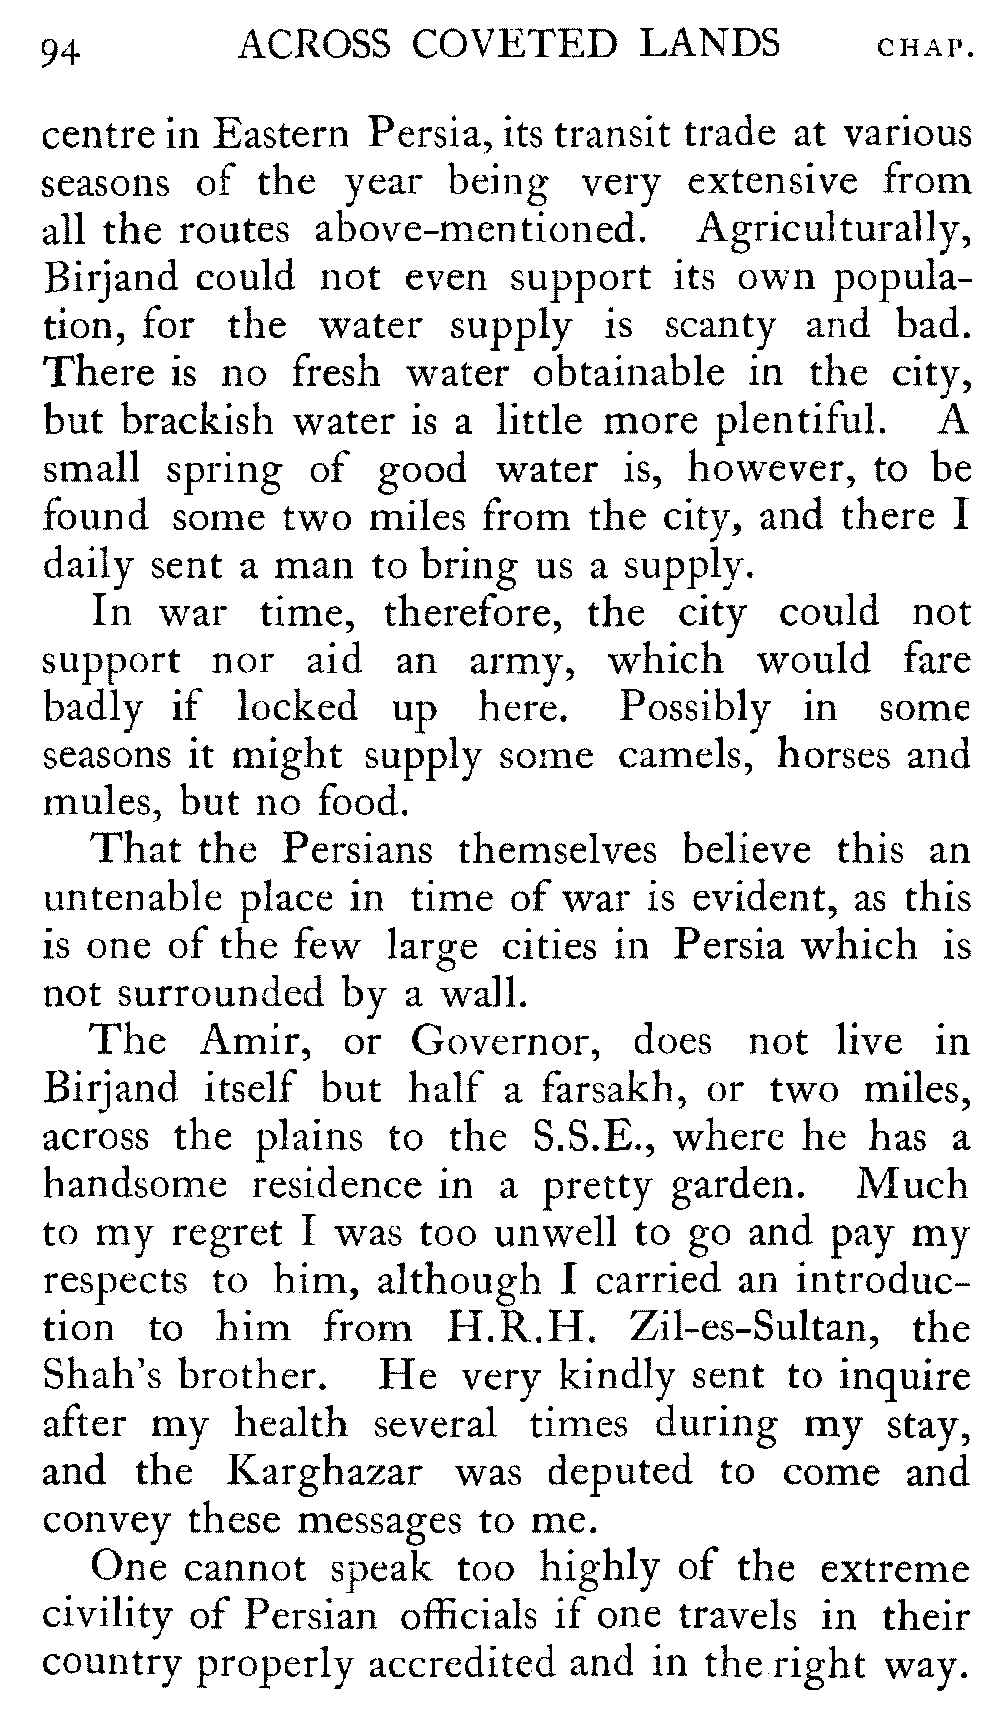 94 ACROSS COVETED LANDS CHAP.
centre in Eastern Persia, its transit trade at various
seasons of the year being very extensive from
all the routes above-mentioned. Agriculturally,
Birjand could not even support its own popula-
tion, for the water supply is scanty and bad.
There is no fresh water obtainable in the city,
but brackish water is a little more plentiful. A
small spring of good water is, however, to be
found some two miles from the city, and there I
daily sent a man to bring us a supply.
In war time, therefore, the city could not
support nor aid an army, which would fare
badly if locked up here. Possibly in some
seasons it might supply some camels, horses and
mules, but no food.
That the Persians themselves believe this an
untenable place in time of war is evident, as this
is one of the few large cities in Persia which is
not surrounded by a wall.
The Amir, or Governor, does not live in
Birjand itself but half a farsakh, or two miles,
across the plains to the S.S.E., where he has a
handsome residence in a pretty garden. Much
to my regret I was too unwell to go and pay my
respects to him, although I carried an introduc-
tion to him from H.R.H. Zil-es-Sultan, the
Shah's brother. He very kindly sent to inquire
after my health several times during my stay,
and the Karghazar was deputed to come and
convey these messages to me.
One cannot speak too highly of the extreme
civility of Persian officials if one travels in their
country properly accredited and in the right way.